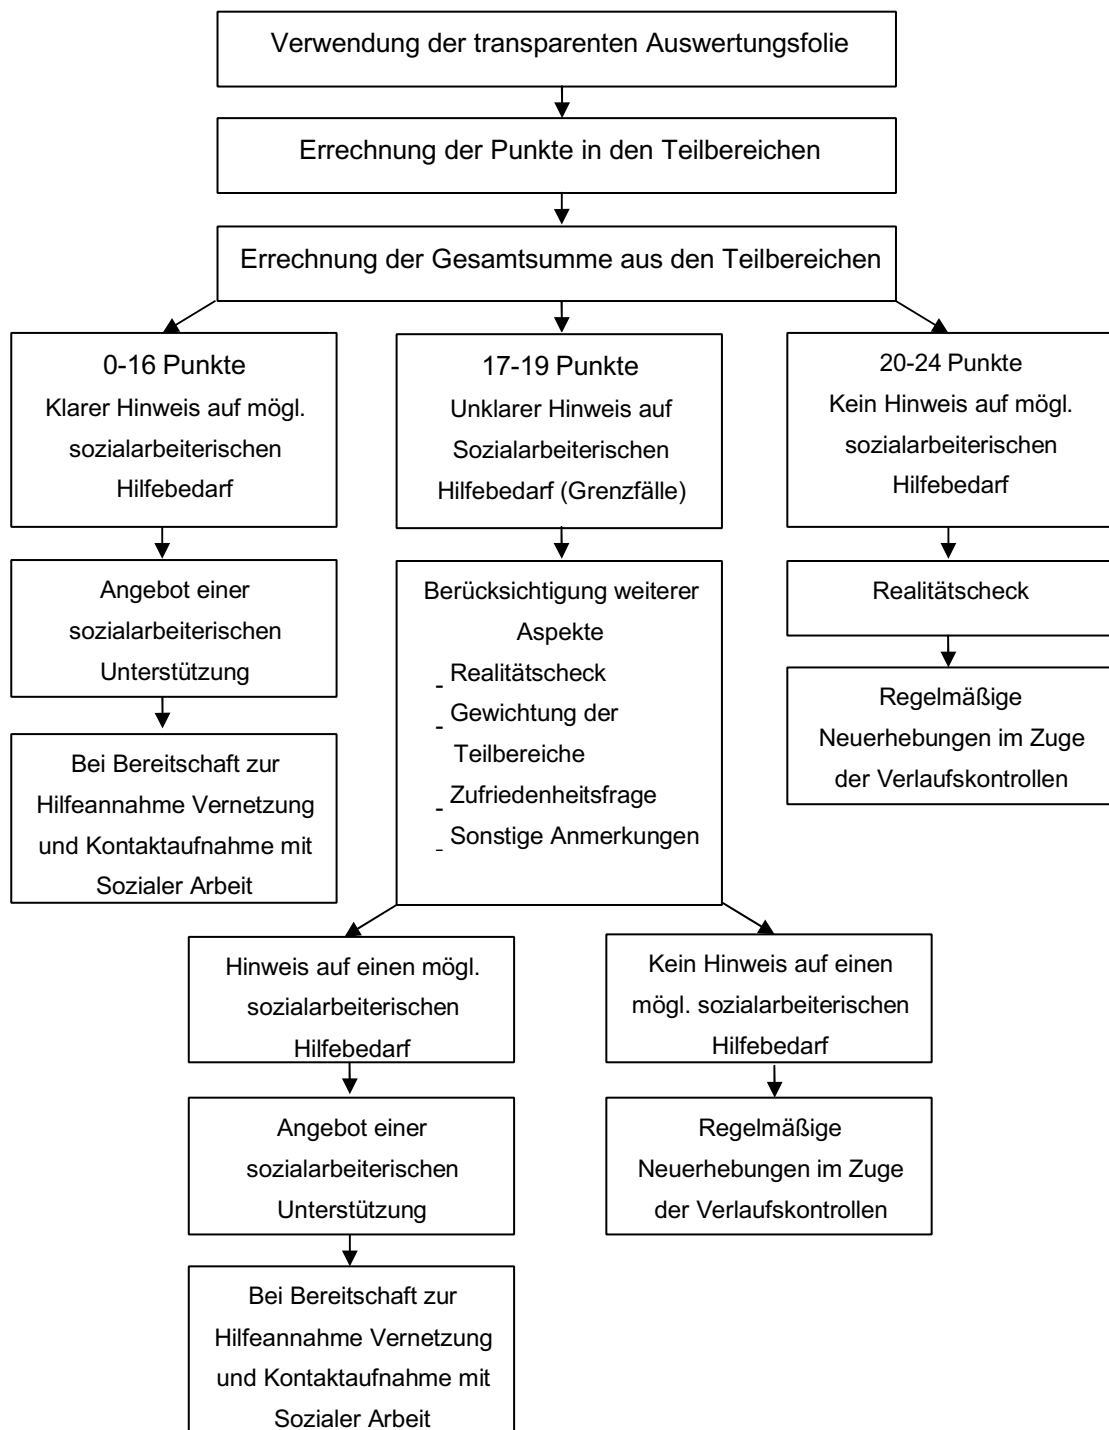 Verwendung der transparenten Auswertungsfolie
Errechnung der Punkte in den Teilbereichen
Errechnung der Gesamtsumme aus den Teilbereichen
0-16 Punkte
Klarer Hinweis auf mögl.
sozialarbeiterischen
Hilfebedarf
17-19 Punkte
Unklarer Hinweis auf
Sozialarbeiterischen
Hilfebedarf (Grenzfälle)
20-24 Punkte
Kein Hinweis auf mögl.
sozialarbeiterischen
Hilfebedarf
Angebot einer
sozialarbeiterischen
Unterstützung
Berücksichtigung weiterer
Aspekte
- Realitätscheck
- Gewichtung der
Teilbereiche
- Zufriedenheitsfrage
- Sonstige Anmerkungen
Realitätscheck
Regelmäßige
Neuerhebungen im Zuge
der Verlaufskontrollen
Bei Bereitschaft zur
Hilfeannahme Vernetzung
und Kontaktaufnahme mit
Sozialer Arbeit
Hinweis auf einen mögl.
sozialarbeiterischen
Hilfebedarf
Kein Hinweis auf einen
mögl. sozialarbeiterischen
Hilfebedarf
Angebot einer
sozialarbeiterischen
Unterstützung
Regelmäßige
Neuerhebungen im Zuge
der Verlaufskontrollen
Bei Bereitschaft zur
Hilfeannahme Vernetzung
und Kontaktaufnahme mit
Sozialer Arbeit